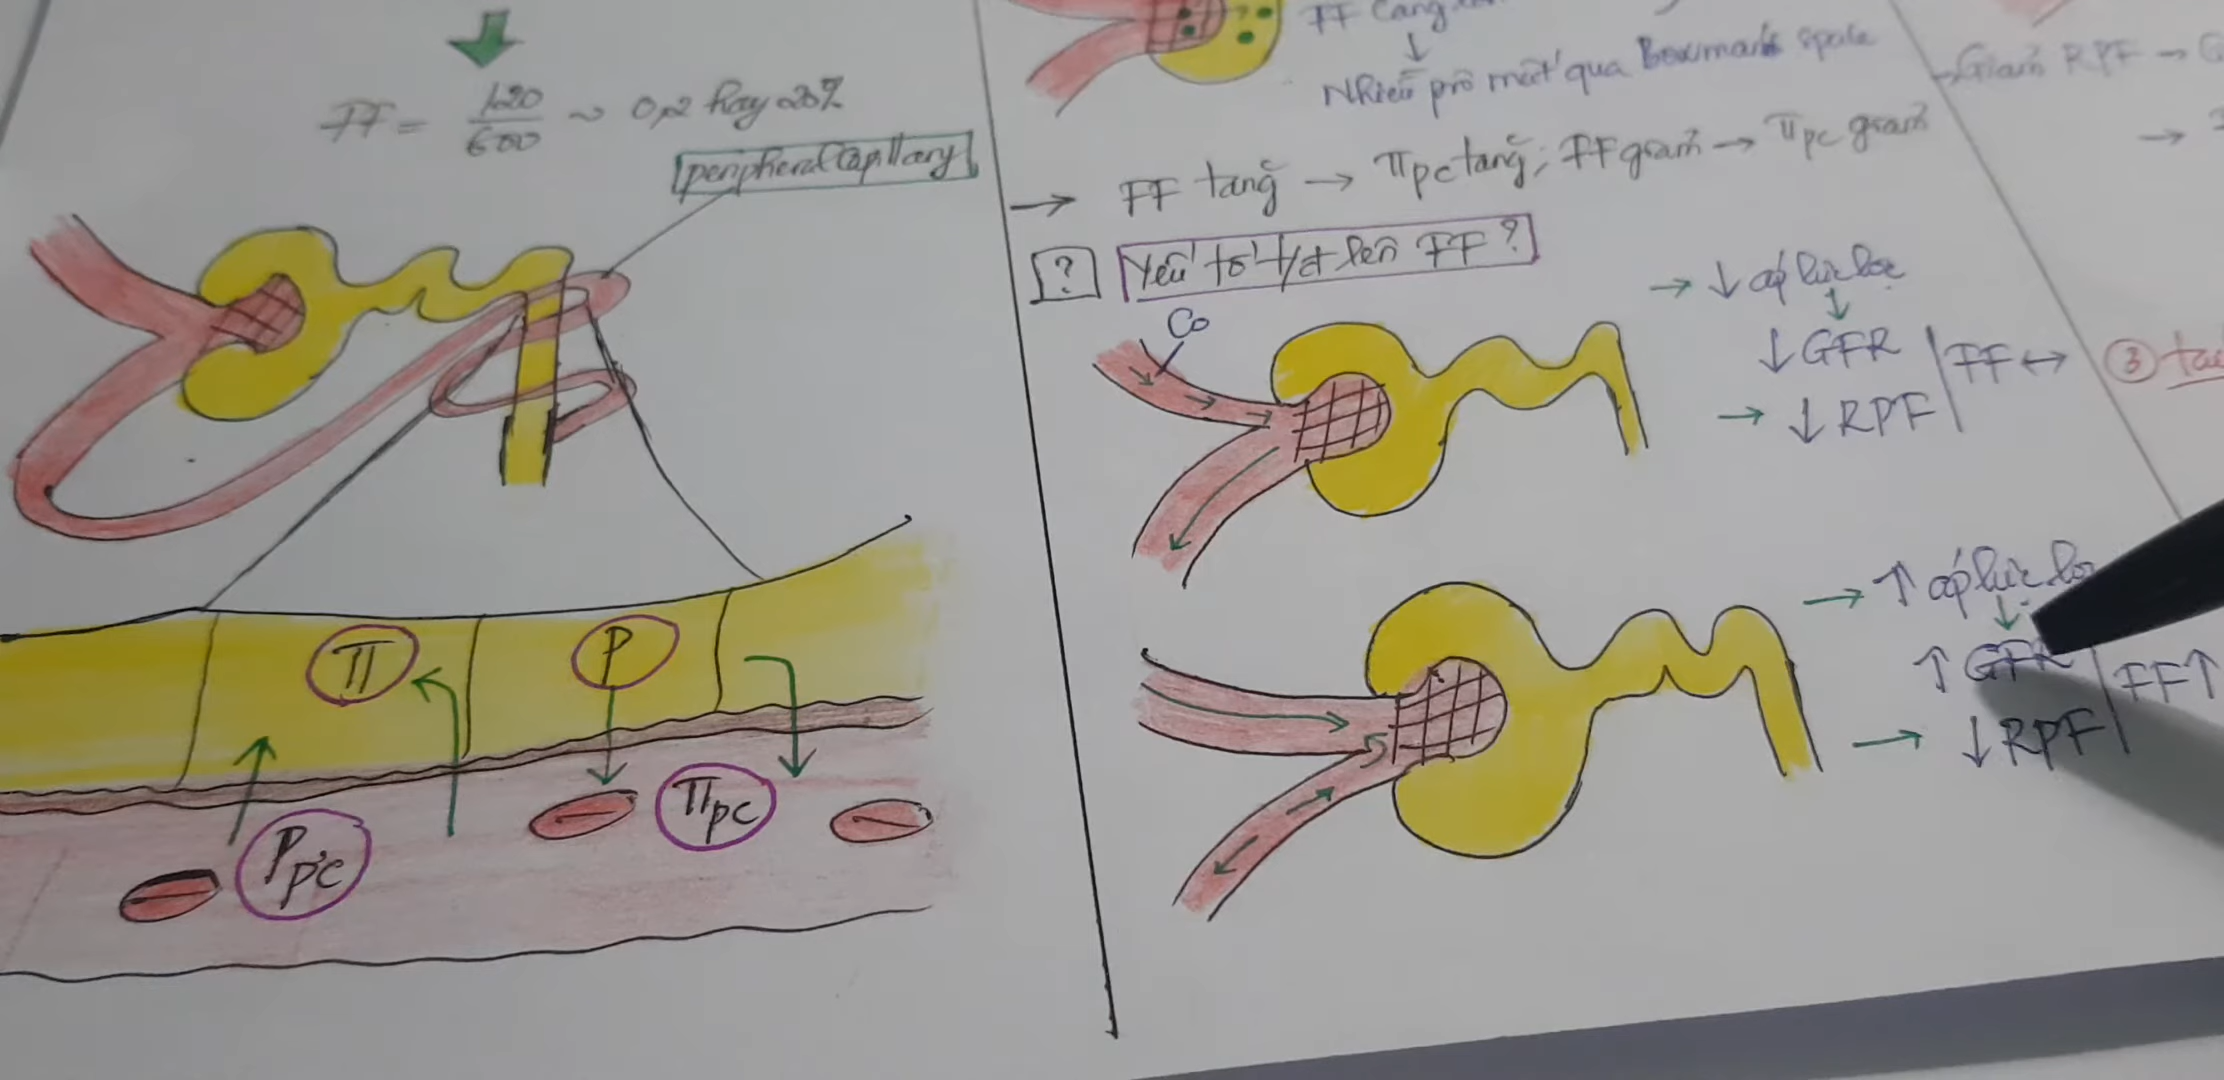 FF = 120/600 ~ 0,2 hay 20%
peripheral capillary
π
P
Ppc
πpc
FF càng
↓
Nhiều prô mất qua Bowman's space
→ FF tăng → πpc tăng; FF giảm → πpc giảm
? Yếu tố t/đ lên FF?
Co
→ ↓ áp lực lọc
↓
↓ GFR
→ ↓ RPF
FF ↔
→ ↑ áp lực lọc
↓
↑ GFR
→ ↓ RPF
FF ↑
→ Giảm RPF → G
→
③